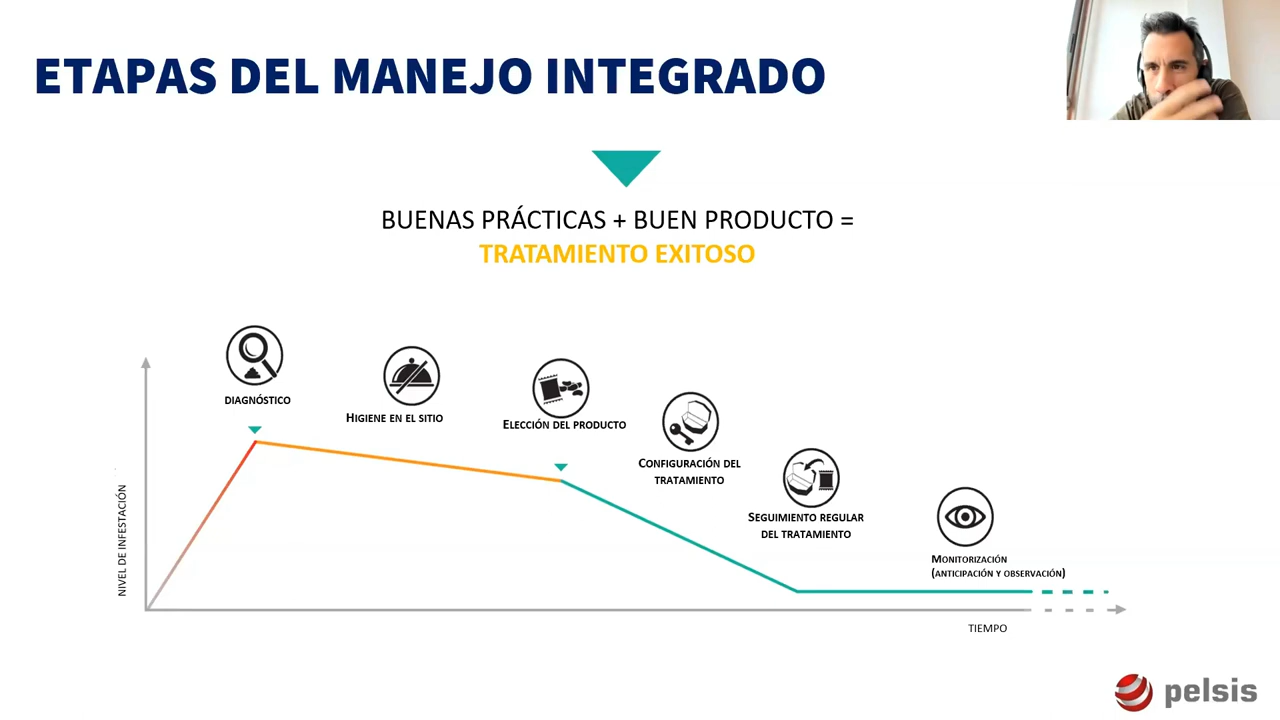 ETAPAS DEL MANEJO INTEGRADO
BUENAS PRÁCTICAS + BUEN PRODUCTO =
TRATAMIENTO EXITOSO
DIAGNÓSTICO
HIGIENE EN EL SITIO
ELECCIÓN DEL PRODUCTO
CONFIGURACIÓN DEL
TRATAMIENTO
SEGUIMIENTO REGULAR
DEL TRATAMIENTO
MONITORIZACIÓN
(ANTICIPACIÓN Y OBSERVACIÓN)
NIVEL DE INFESTACIÓN
TIEMPO
pelsis